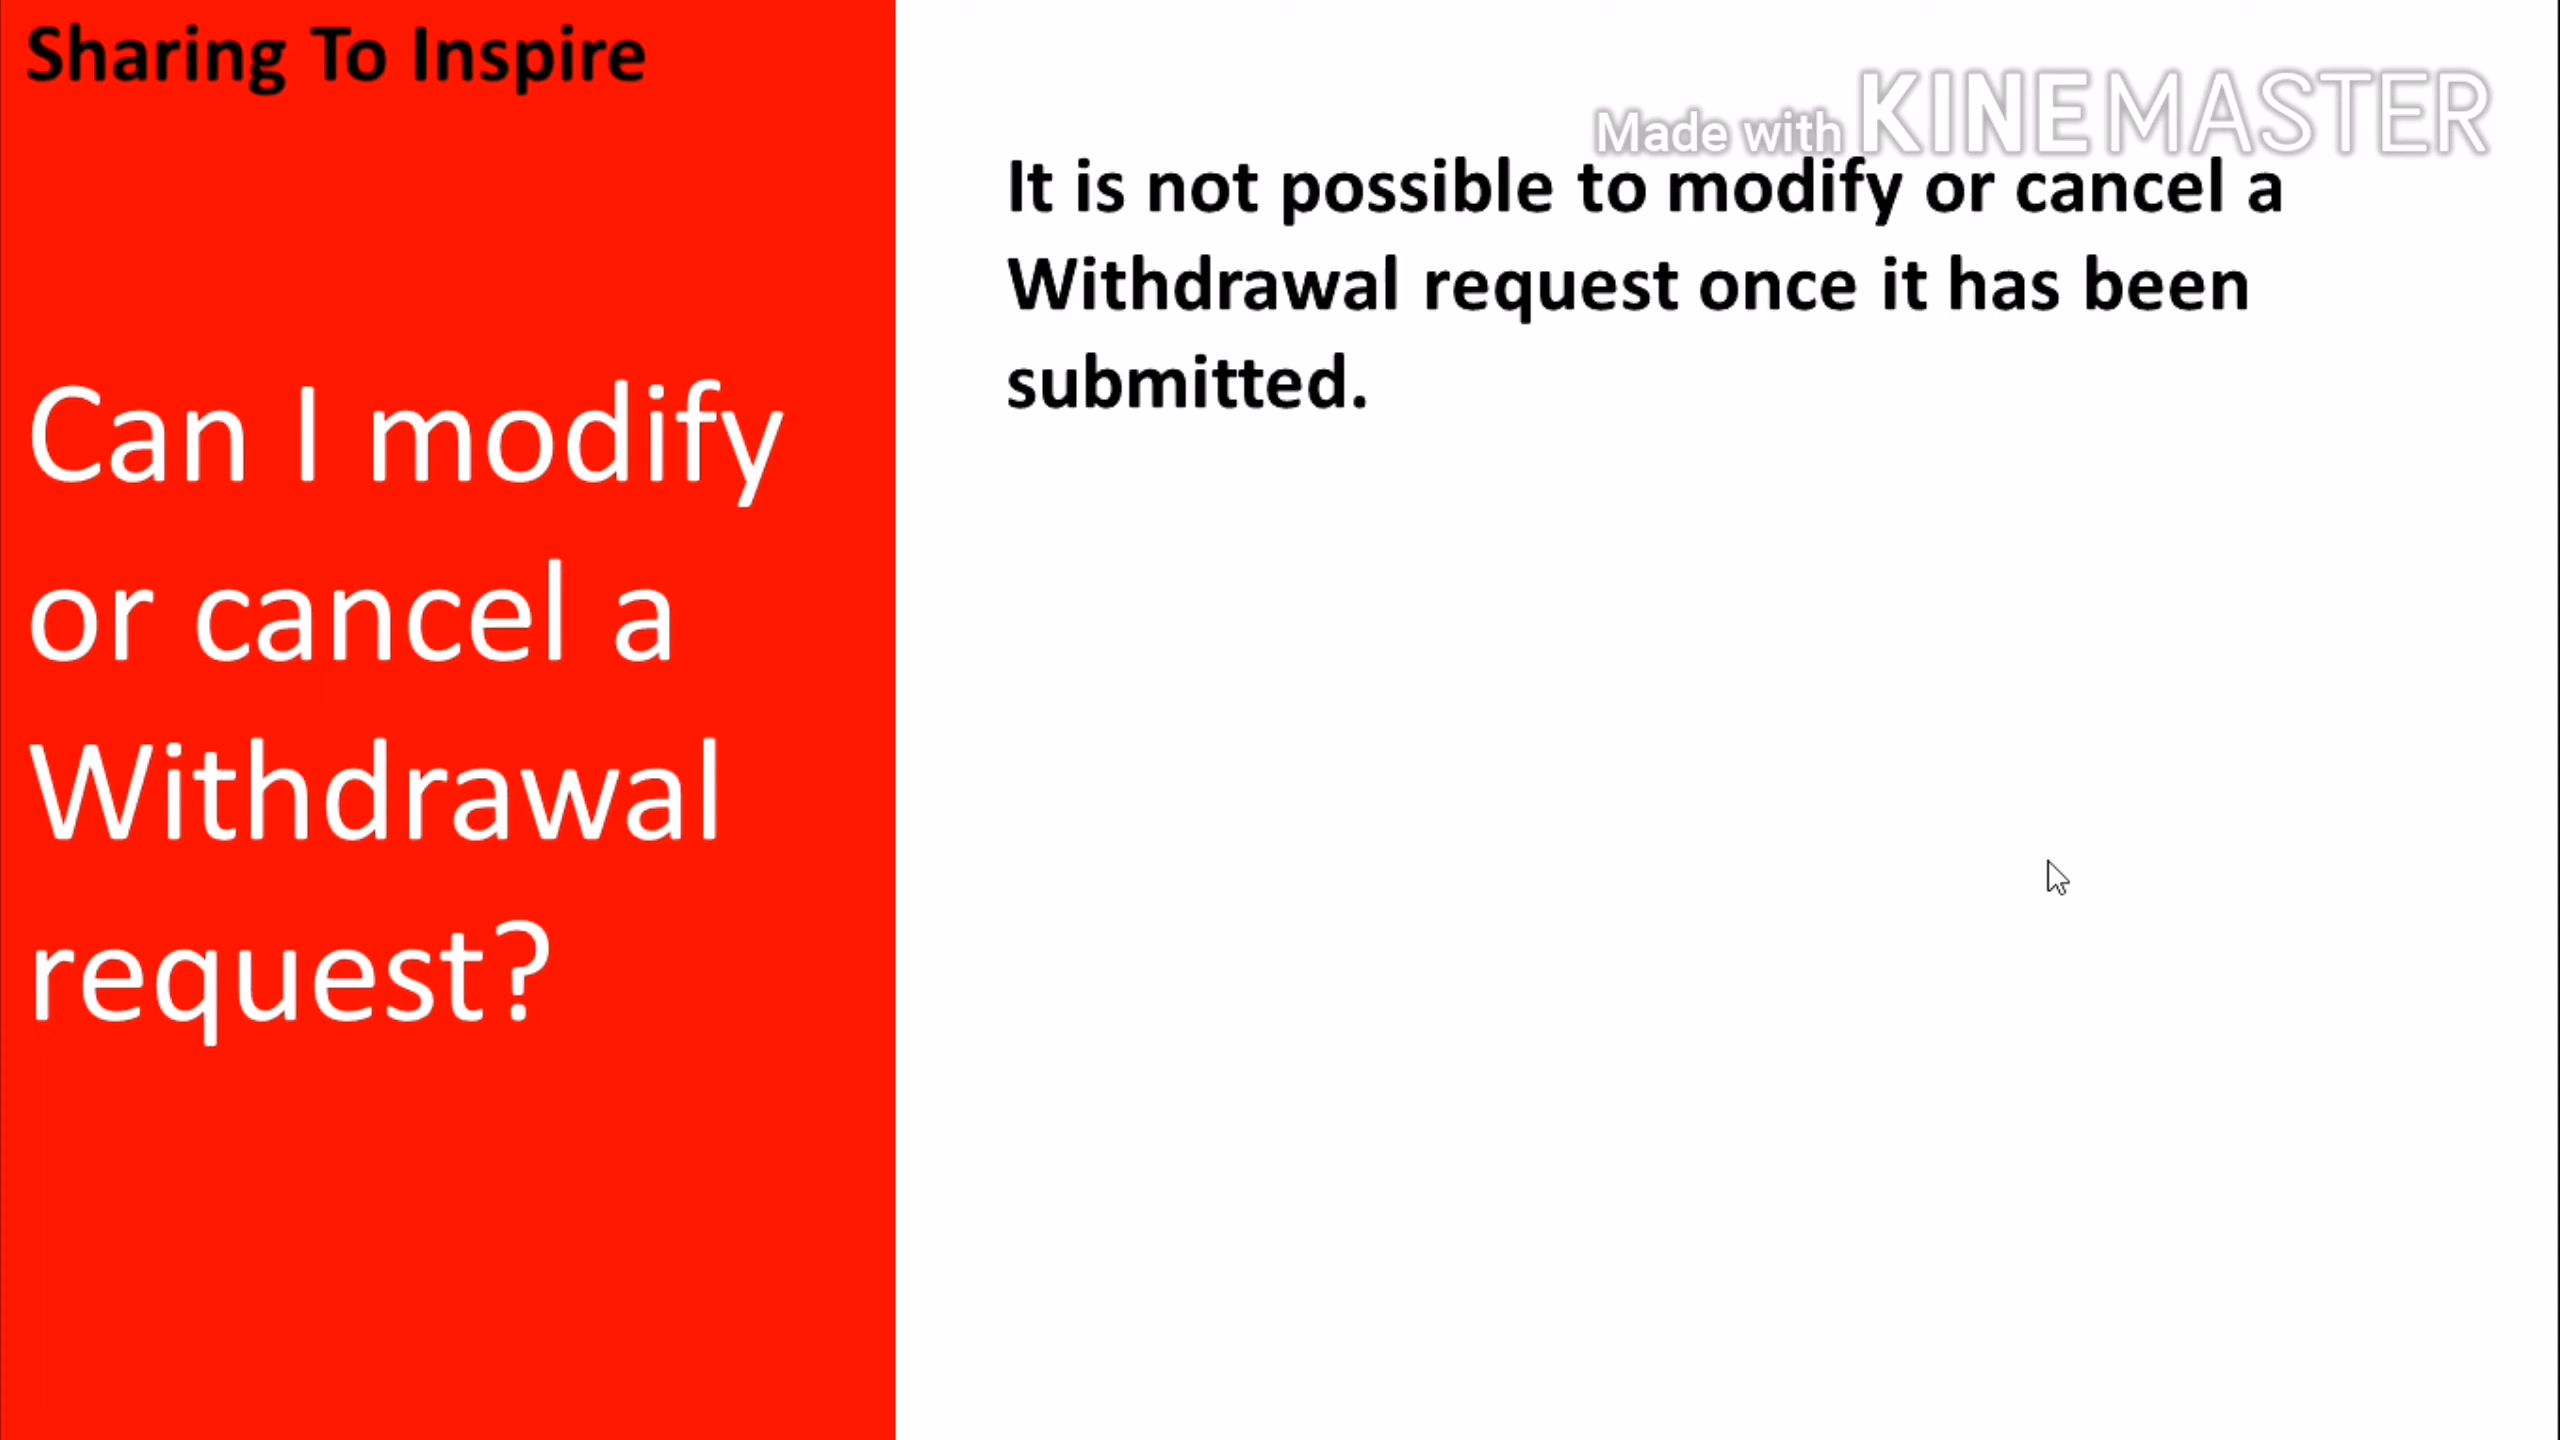 Sharing To Inspire
Can I modify
or cancel a
Withdrawal
request?
Made with KINEMASTER
It is not possible to modify or cancel a
Withdrawal request once it has been
submitted.